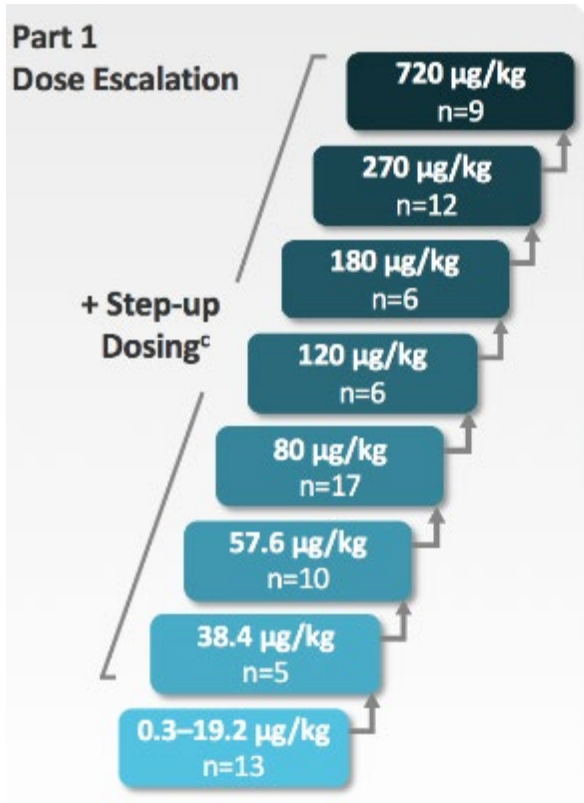 Part 1
Dose Escalation
720 µg/kg
n=9
270 µg/kg
n=12
180 µg/kg
n=6
+ Step-up
Dosingᶜ
120 µg/kg
n=6
80 µg/kg
n=17
57.6 µg/kg
n=10
38.4 µg/kg
n=5
0.3–19.2 µg/kg
n=13